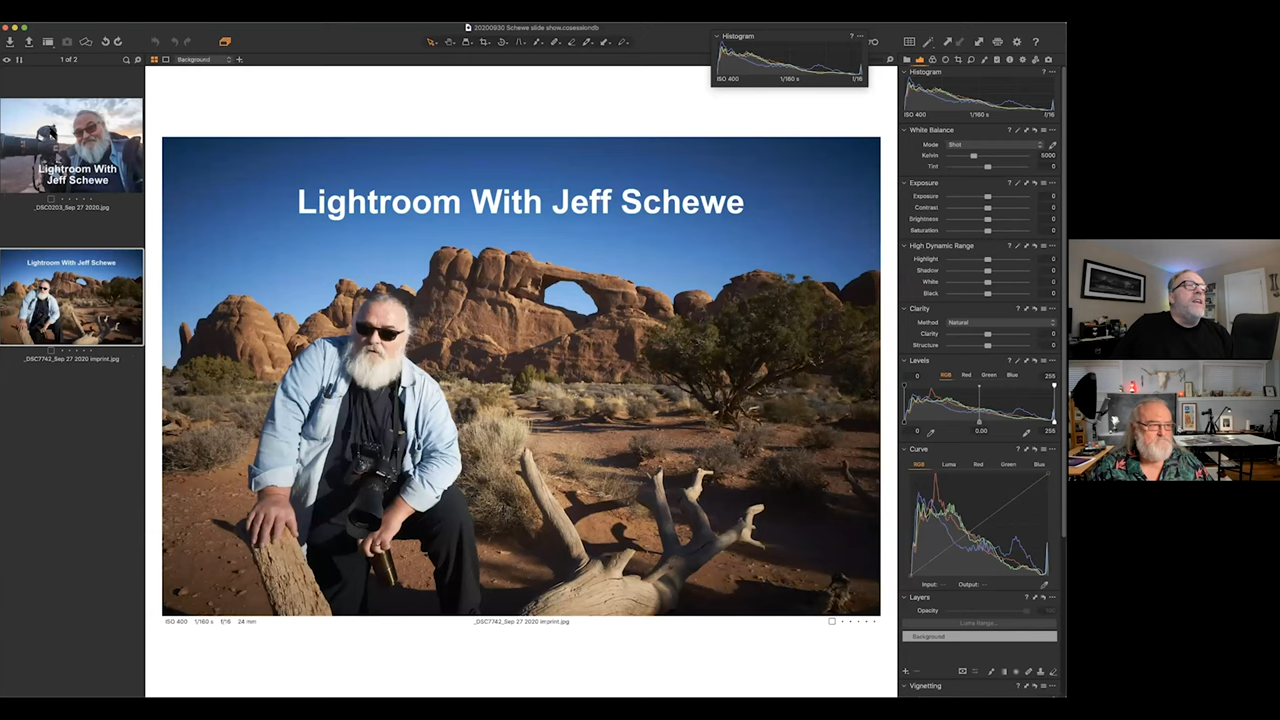 20200930 Schewe slide show.cosessiondb
1 of 2
Background
Histogram
ISO 400 1/160 s f/16
Lightroom With
Jeff Schewe
_DSC0203_Sep 27 2020.jpg
Lightroom With Jeff Schewe
_DSC7742_Sep 27 2020 imprint.jpg
Lightroom With Jeff Schewe
ISO 400 1/160 s f/16 24 mm
_DSC7742_Sep 27 2020 imprint.jpg
Histogram
ISO 400 1/160 s f/16
White Balance
Mode Shot
Kelvin 5000
Tint 0
Exposure
Exposure 0
Contrast 0
Brightness 0
Saturation 0
High Dynamic Range
Highlight 0
Shadow 0
White 0
Black 0
Clarity
Method Natural
Clarity 0
Structure 0
Levels
0 RGB Red Green Blue 255
0 0.00 255
Curve
RGB Luma Red Green Blue
Input: -- Output: --
Layers
Opacity 100
Luma Range...
Background
Vignetting